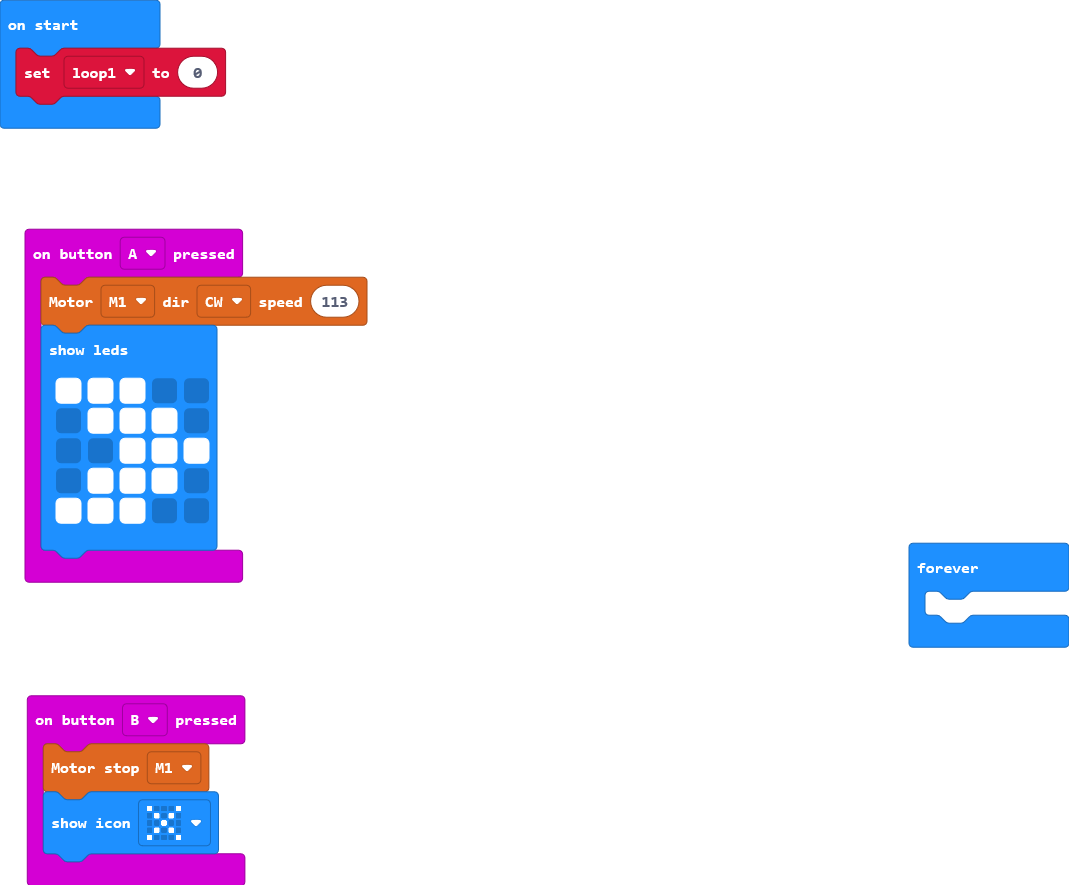 on start
set loop1 to 0
on button A pressed
Motor M1 dir CW speed 113
show leds
forever
on button B pressed
Motor stop M1
show icon